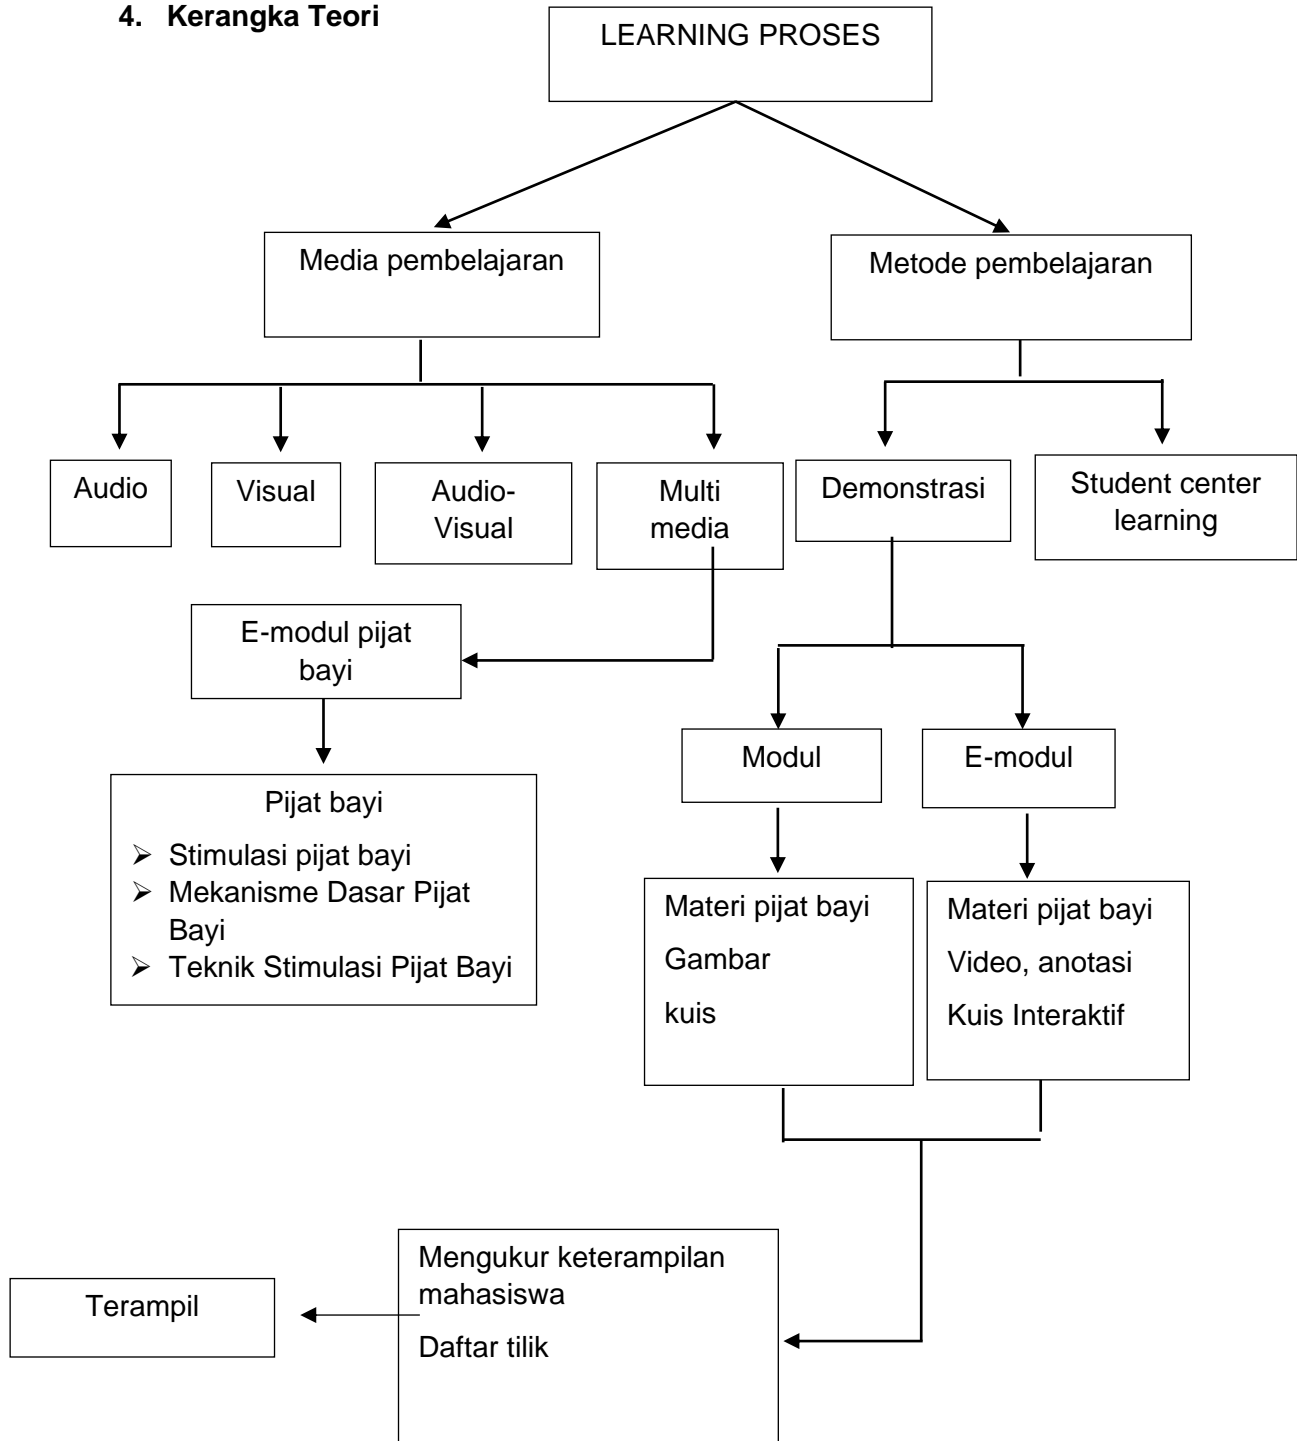 4. Kerangka Teori
LEARNING PROSES
Media pembelajaran
Metode pembelajaran
Audio
Visual
Audio-
Visual
Multi
media
Demonstrasi
Student center
learning
E-modul pijat
bayi
Modul
E-modul
Pijat bayi
➢ Stimulasi pijat bayi
➢ Mekanisme Dasar Pijat
Bayi
➢ Teknik Stimulasi Pijat Bayi
Materi pijat bayi
Gambar
kuis
Materi pijat bayi
Video, anotasi
Kuis Interaktif
Mengukur keterampilan
mahasiswa
Daftar tilik
Terampil